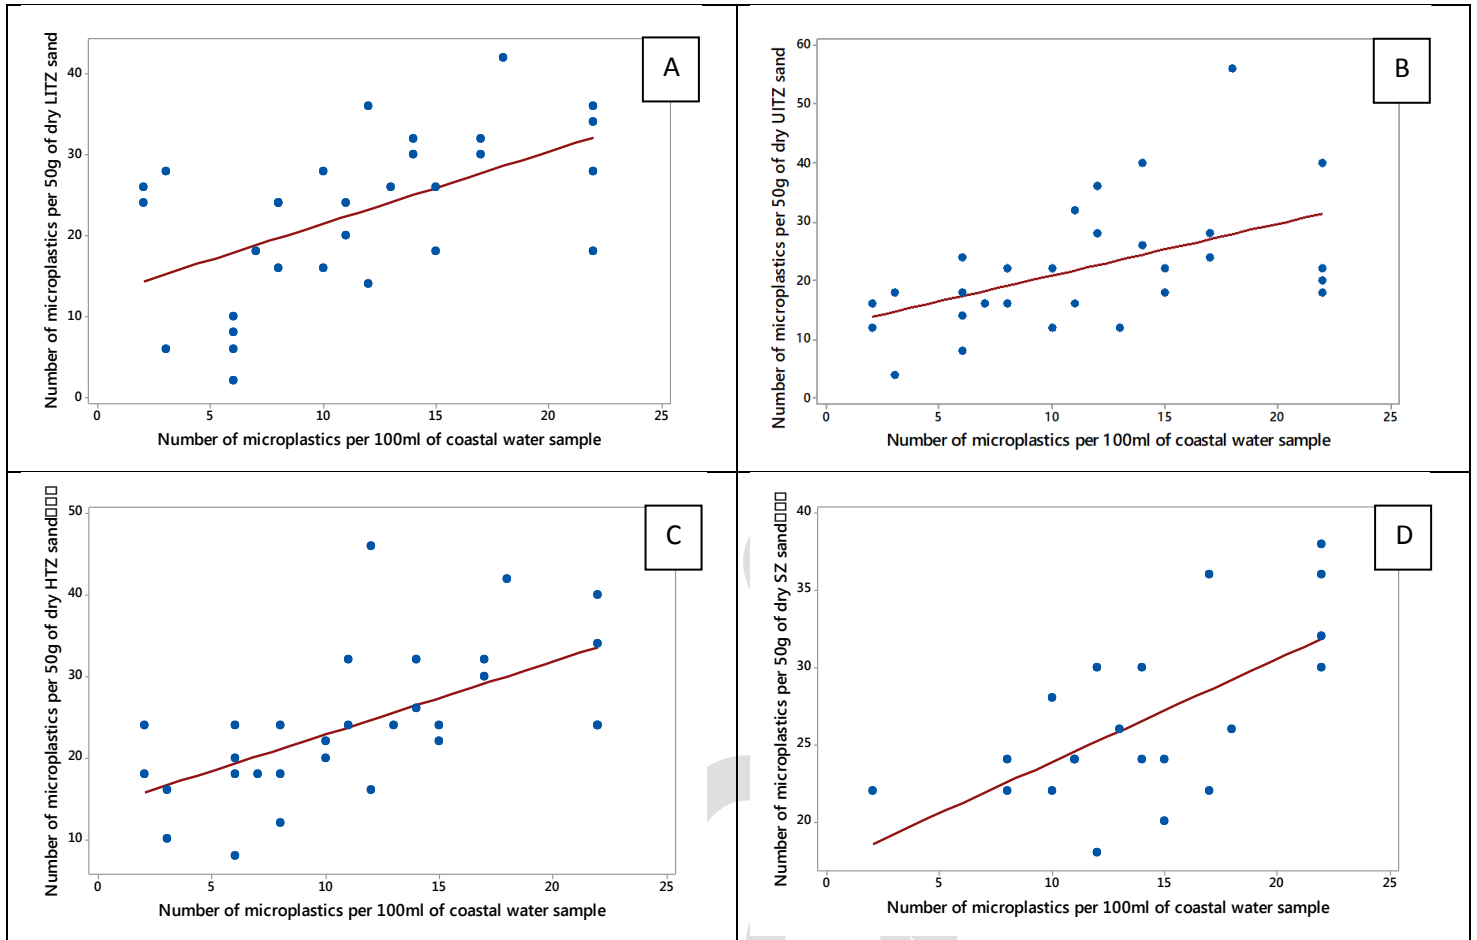 Number of microplastics per 50g of dry LITZ sand
A
40
30
20
10
0
0 5 10 15 20 25
Number of microplastics per 100ml of coastal water sample
Number of microplastics per 50g of dry UITZ sand
B
60
50
40
30
20
10
0
0 5 10 15 20 25
Number of microplastics per 100ml of coastal water sample
Number of microplastics per 50g of dry HTZ sand□□□
C
50
40
30
20
10
0 5 10 15 20 25
Number of microplastics per 100ml of coastal water sample
Number of microplastics per 50g of dry SZ sand□□□
D
40
35
30
25
20
0 5 10 15 20 25
Number of microplastics per 100ml of coastal water sample